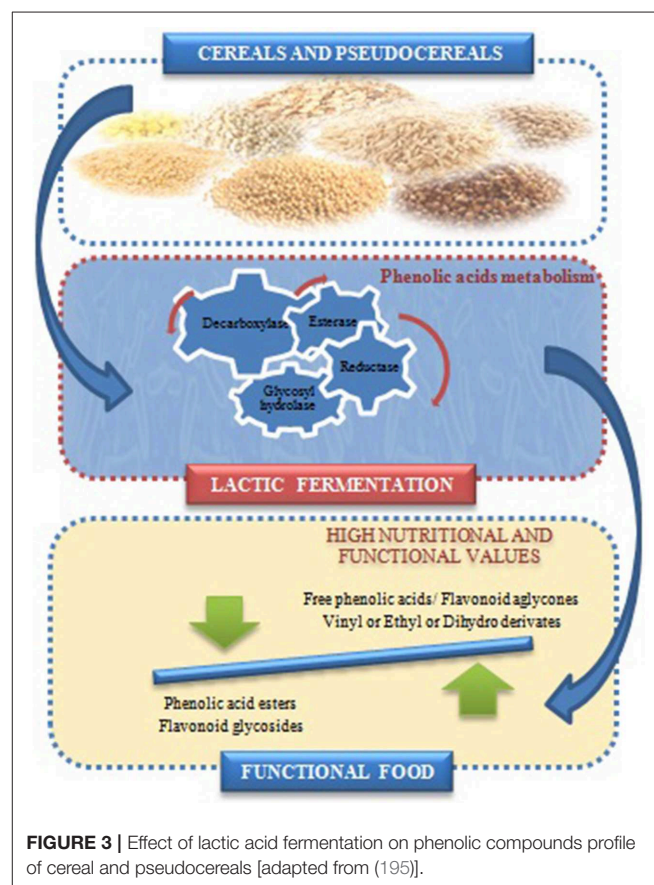 CEREALS AND PSEUDOCEREALS
Phenolic acids metabolism
Decarboxylase
Esterase
Reductase
Glycosyl
hydrolase
LACTIC FERMENTATION
HIGH NUTRITIONAL AND
FUNCTIONAL VALUES
Free phenolic acids/ Flavonoid aglycones
Vinyl or Ethyl or Dihydro derivates
Phenolic acid esters
Flavonoid glycosides
FUNCTIONAL FOOD
FIGURE 3 | Effect of lactic acid fermentation on phenolic compounds profile
of cereal and pseudocereals [adapted from (195)].